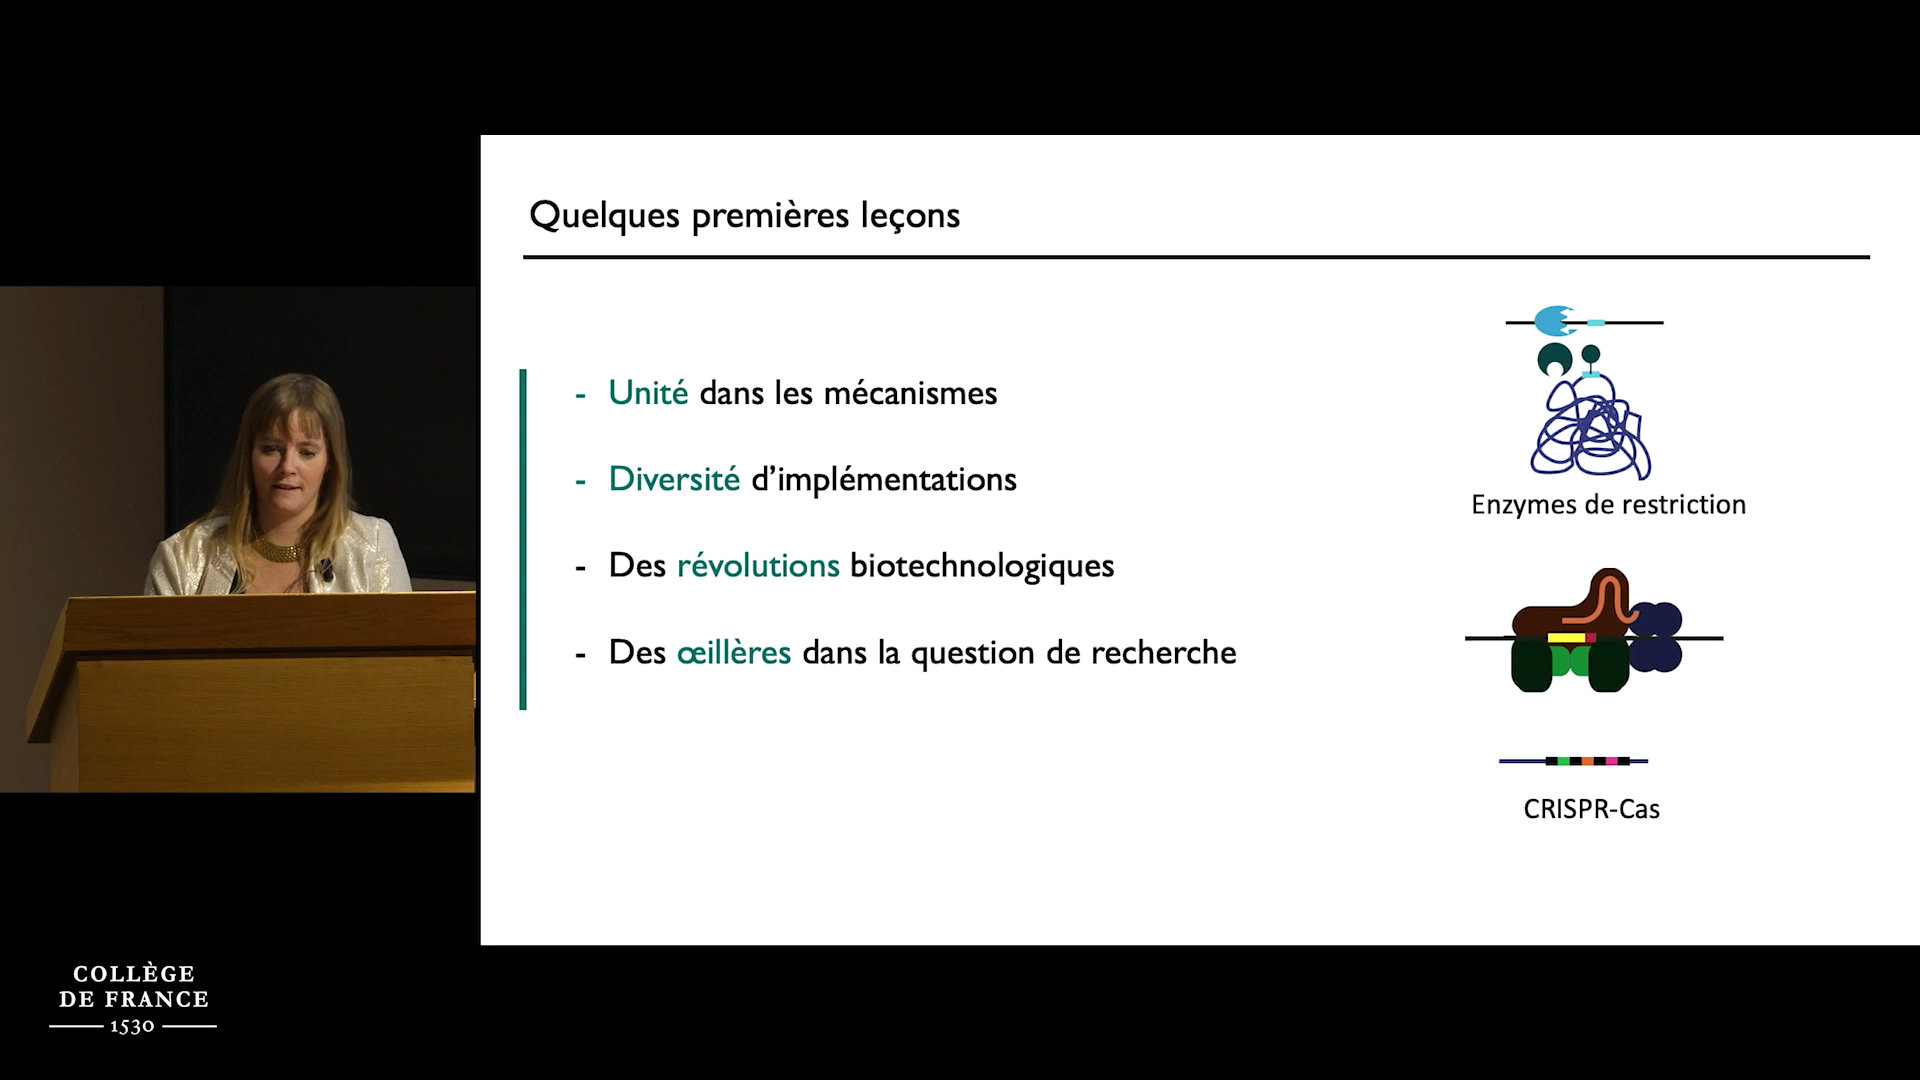 Quelques premières leçons
- Unité dans les mécanismes
- Diversité d’implémentations
- Des révolutions biotechnologiques
- Des œillères dans la question de recherche
Enzymes de restriction
CRISPR-Cas
COLLÈGE
DE FRANCE
1530